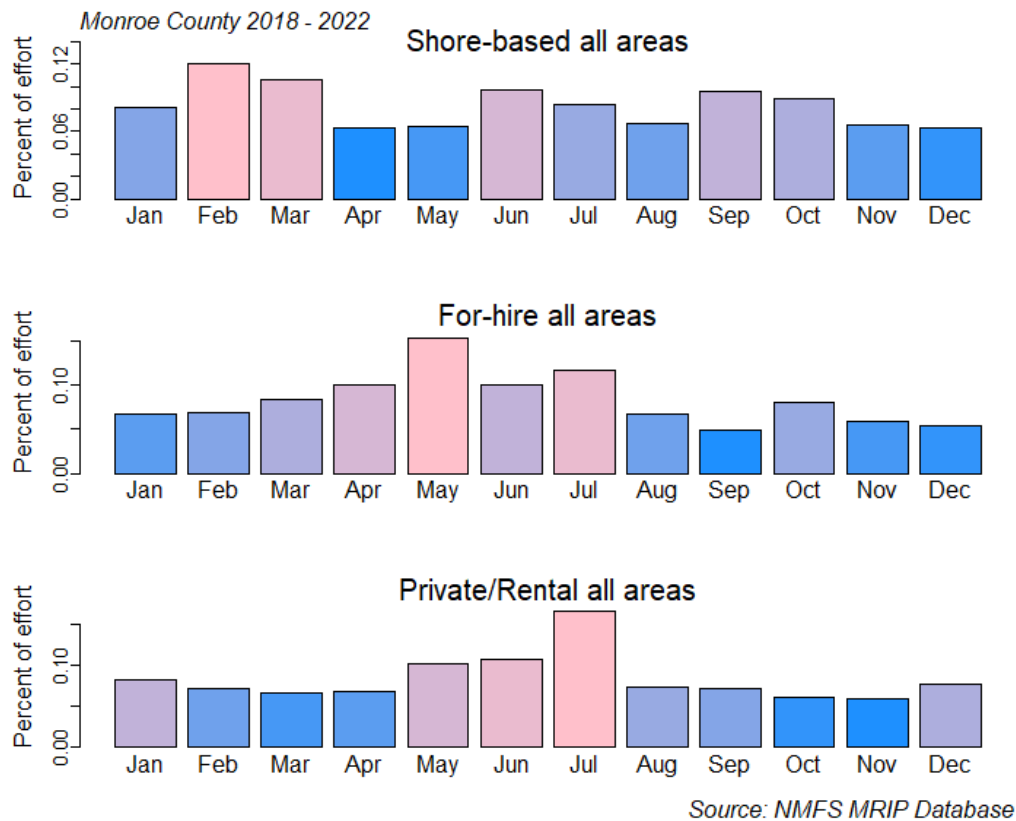 Monroe County 2018 - 2022
Shore-based all areas
Percent of effort
0.00 0.06 0.12
Jan Feb Mar Apr May Jun Jul Aug Sep Oct Nov Dec
For-hire all areas
Percent of effort
0.00 0.10
Jan Feb Mar Apr May Jun Jul Aug Sep Oct Nov Dec
Private/Rental all areas
Percent of effort
0.00 0.10
Jan Feb Mar Apr May Jun Jul Aug Sep Oct Nov Dec
Source: NMFS MRIP Database